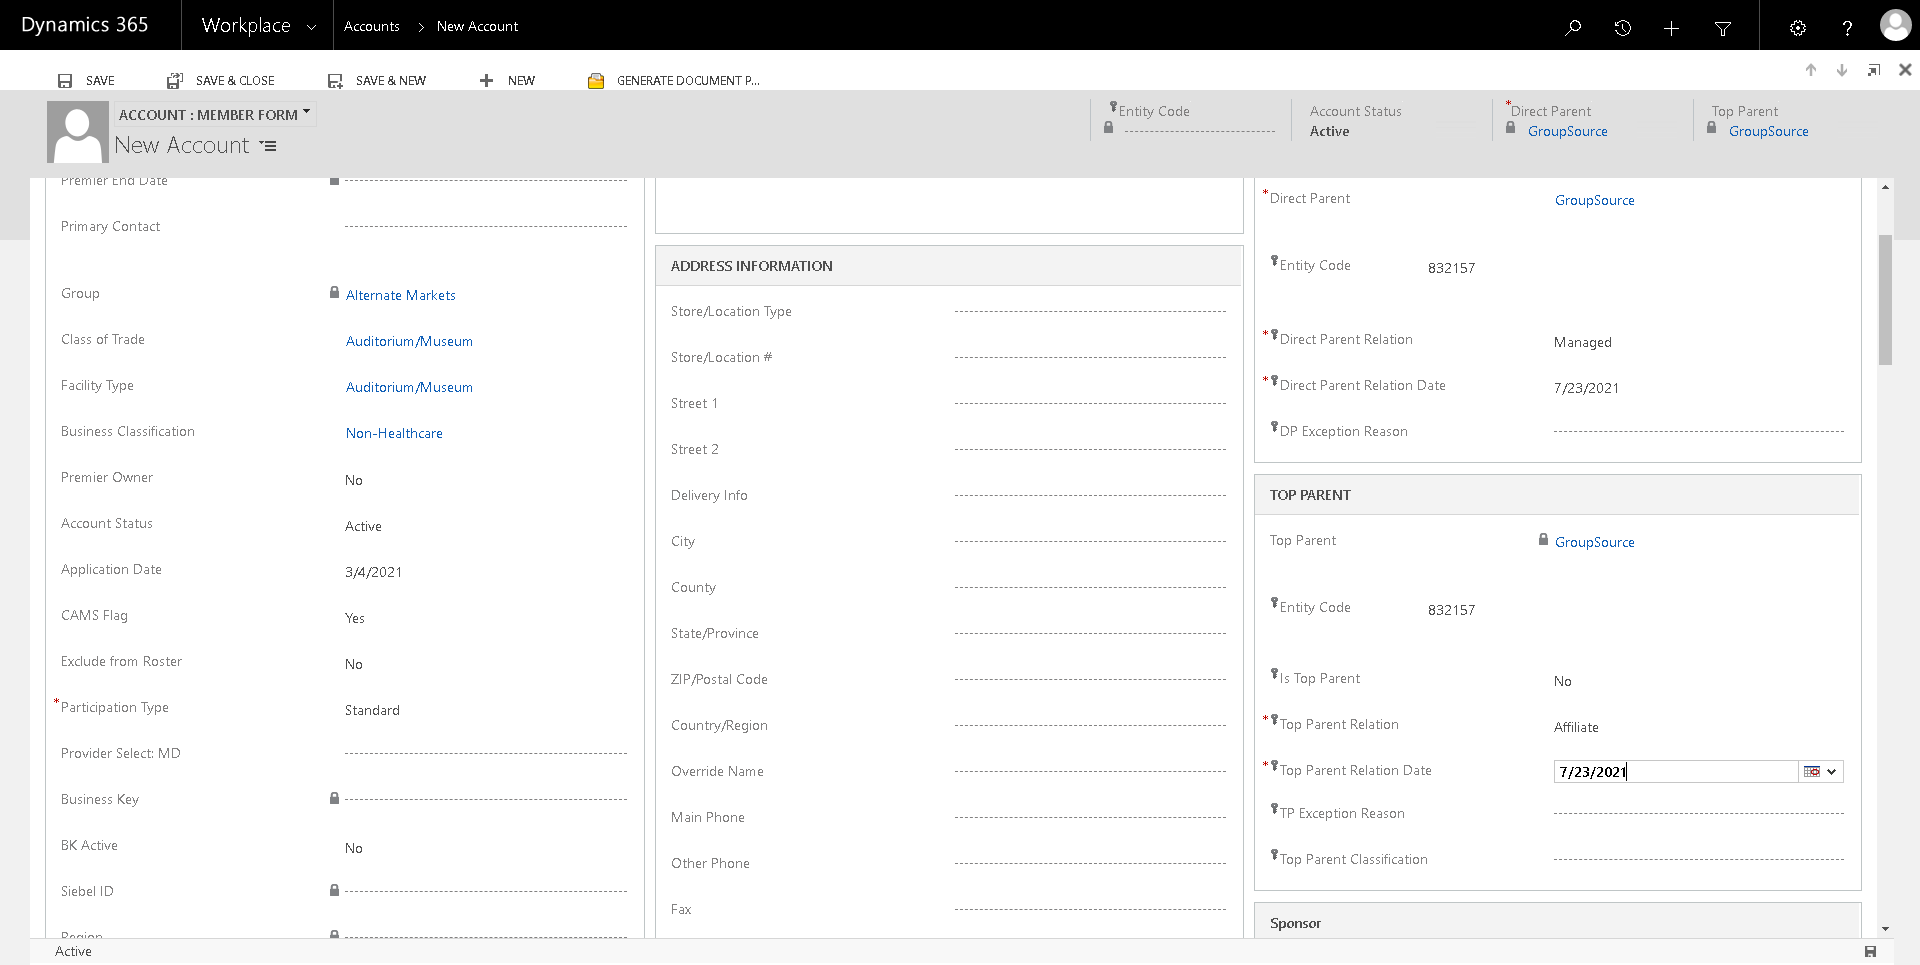 Dynamics 365
Workplace
Accounts > New Account
?
SAVE
SAVE & CLOSE
SAVE & NEW
NEW
GENERATE DOCUMENT P...
ACCOUNT : MEMBER FORM
New Account
Entity Code
Account Status
Active
*Direct Parent
GroupSource
Top Parent
GroupSource
Premier End Date
Primary Contact
Group
Alternate Markets
Class of Trade
Auditorium/Museum
Facility Type
Auditorium/Museum
Business Classification
Non-Healthcare
Premier Owner
No
Account Status
Active
Application Date
3/4/2021
CAMS Flag
Yes
Exclude from Roster
No
*Participation Type
Standard
Provider Select: MD
Business Key
BK Active
No
Siebel ID
Region
ADDRESS INFORMATION
Store/Location Type
Store/Location #
Street 1
Street 2
Delivery Info
City
County
State/Province
ZIP/Postal Code
Country/Region
Override Name
Main Phone
Other Phone
Fax
*Direct Parent
GroupSource
Entity Code
832157
*Direct Parent Relation
Managed
*Direct Parent Relation Date
7/23/2021
DP Exception Reason
TOP PARENT
Top Parent
GroupSource
Entity Code
832157
Is Top Parent
No
*Top Parent Relation
Affiliate
*Top Parent Relation Date
7/23/2021
TP Exception Reason
Top Parent Classification
Sponsor
Active